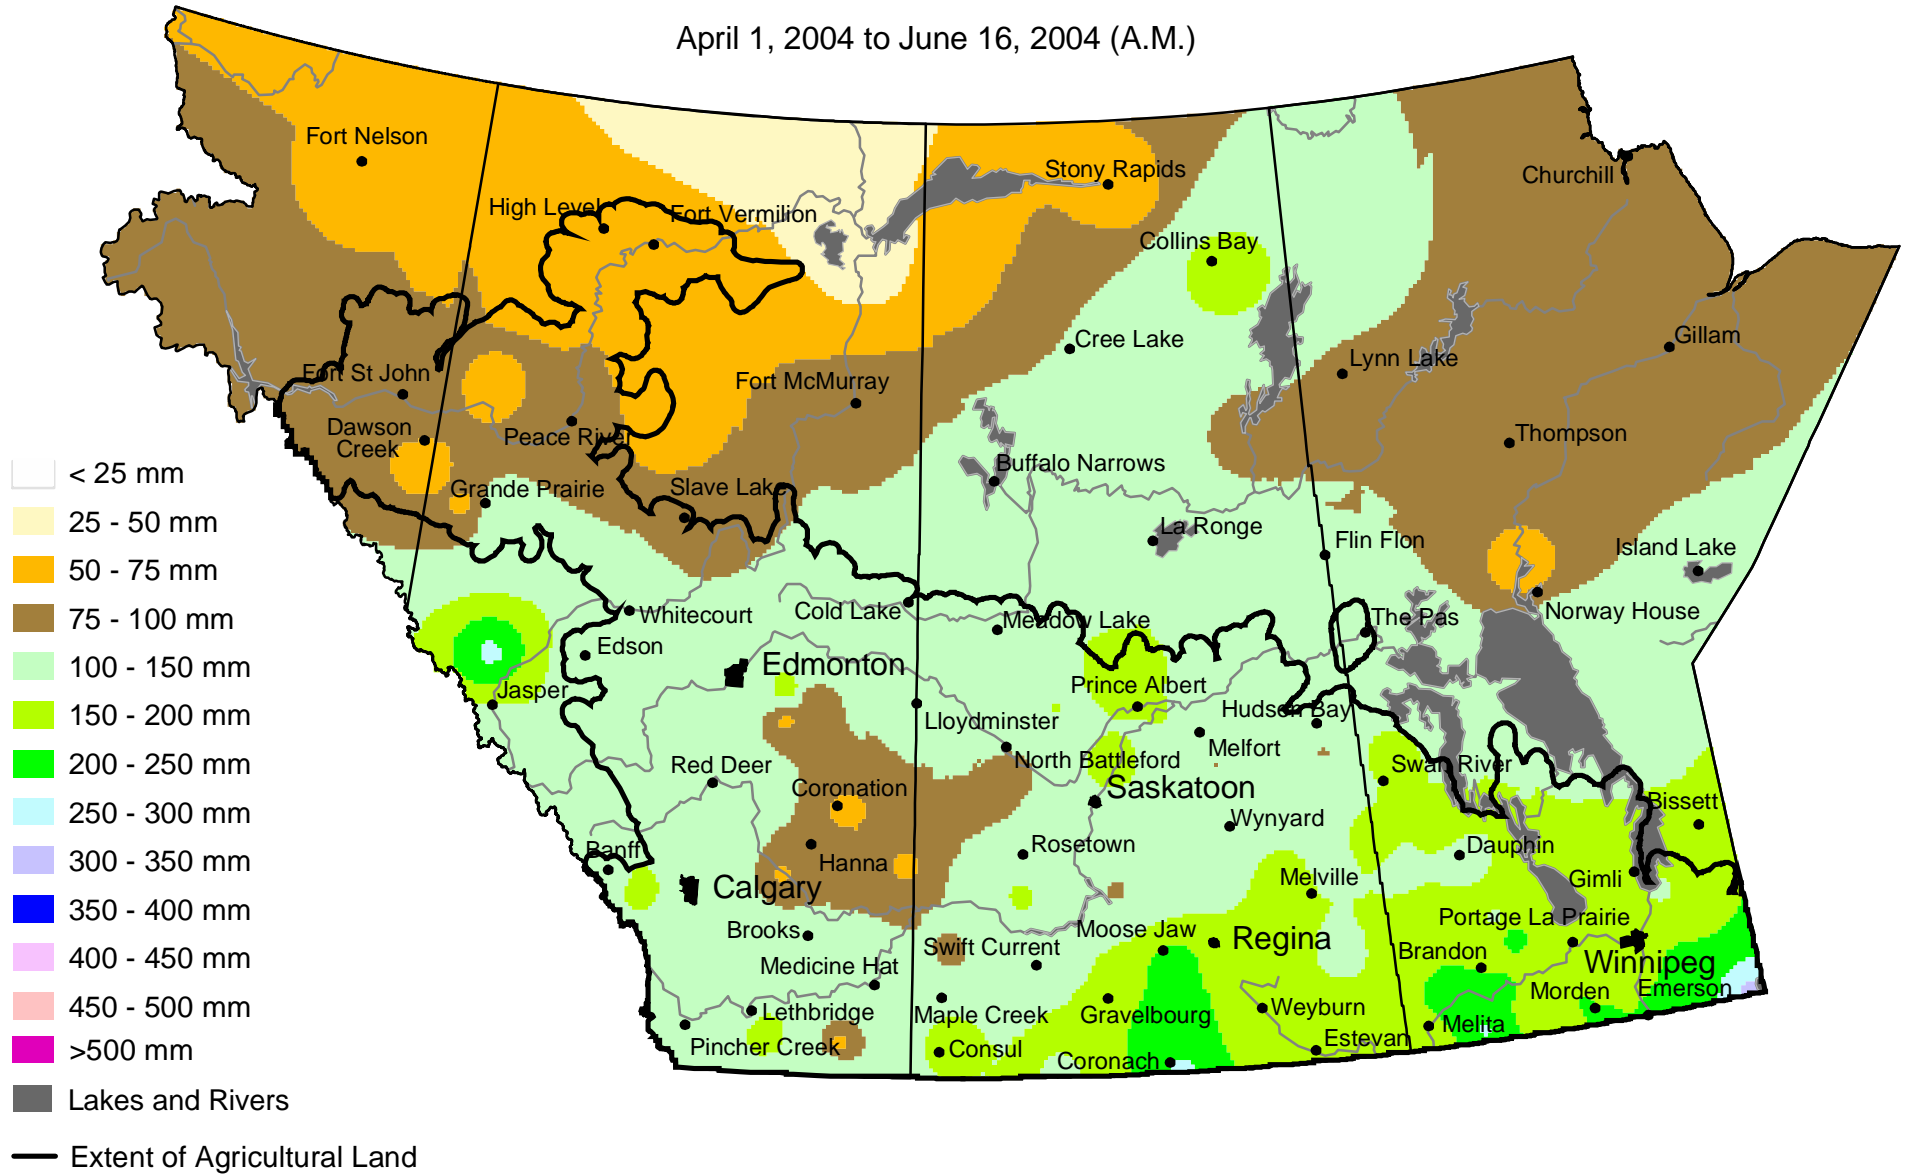 April 1, 2004 to June 16, 2004 (A.M.)
Fort Nelson
Stony Rapids
Churchill
High Level
Fort Vermilion
Collins Bay
Cree Lake
Gillam
Lynn Lake
Fort St John
Fort McMurray
Dawson
Creek
Peace River
Thompson
Buffalo Narrows
Grande Prairie
Slave Lake
La Ronge
Flin Flon
Island Lake
Whitecourt
Cold Lake
Meadow Lake
The Pas
Norway House
Edson
Edmonton
Jasper
Prince Albert
Lloydminster
Hudson Bay
Melfort
North Battleford
Red Deer
Swan River
Coronation
Saskatoon
Bissett
Wynyard
Banff
Hanna
Rosetown
Dauphin
Calgary
Melville
Gimli
Portage La Prairie
Brooks
Swift Current
Moose Jaw
Regina
Brandon
Winnipeg
Medicine Hat
Morden
Emerson
Lethbridge
Maple Creek
Gravelbourg
Weyburn
Melita
Pincher Creek
Consul
Coronach
Estevan
< 25 mm
25 - 50 mm
50 - 75 mm
75 - 100 mm
100 - 150 mm
150 - 200 mm
200 - 250 mm
250 - 300 mm
300 - 350 mm
350 - 400 mm
400 - 450 mm
450 - 500 mm
>500 mm
Lakes and Rivers
Extent of Agricultural Land